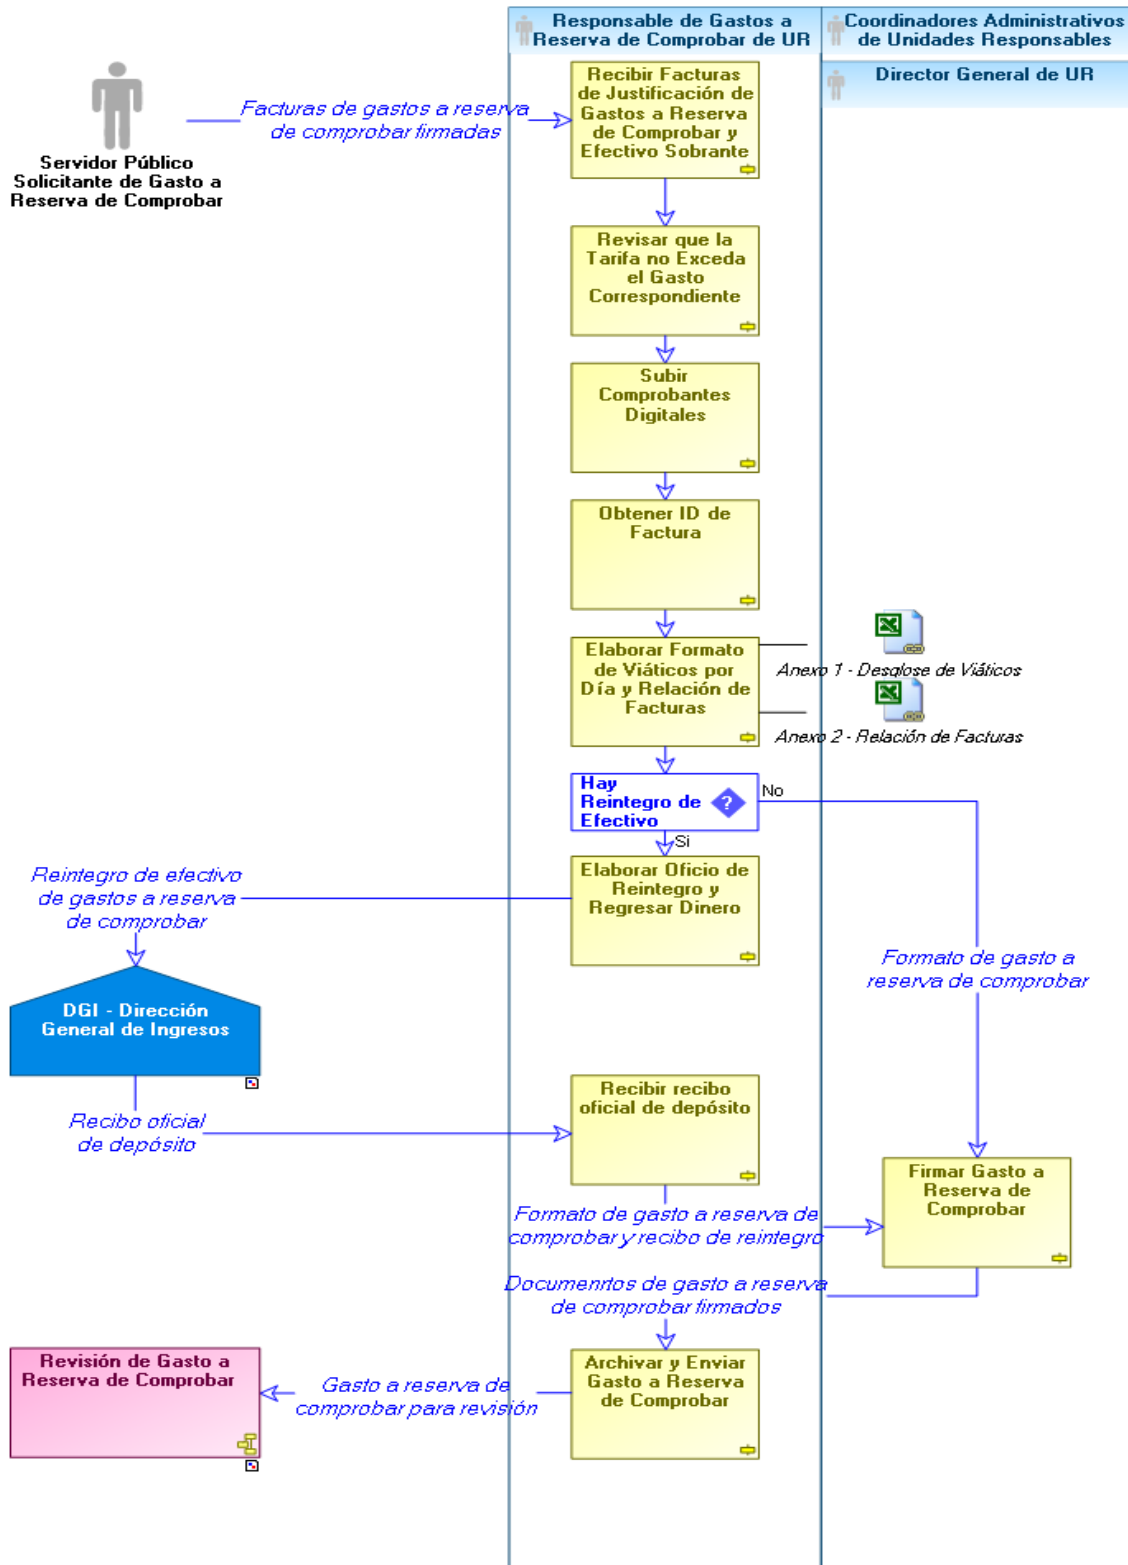 Responsable de Gastos a
Reserva de Comprobar de UR
Coordinadores Administrativos
de Unidades Responsables
Director General de UR
Servidor Público
Solicitante de Gasto a
Reserva de Comprobar
Facturas de gastos a reserva
de comprobar firmadas
Recibir Facturas
de Justificación de
Gastos a Reserva
de Comprobar y
Efectivo Sobrante
Revisar que la
Tarifa no Exceda
el Gasto
Correspondiente
Subir
Comprobantes
Digitales
Obtener ID de
Factura
Elaborar Formato
de Viáticos por
Día y Relación de
Facturas
Anexo 1 - Desglose de Viáticos
Anexo 2 - Relación de Facturas
Hay
Reintegro de
Efectivo
?
No
Si
Elaborar Oficio de
Reintegro y
Regresar Dinero
Reintegro de efectivo
de gastos a reserva
de comprobar
DGI - Dirección
General de Ingresos
Formato de gasto a
reserva de comprobar
Recibo oficial
de depósito
Recibir recibo
oficial de depósito
Firmar Gasto a
Reserva de
Comprobar
Formato de gasto a reserva de
comprobar y recibo de reintegro
Documenritos de gasto a reserva
de comprobar firmados
Archivar y Enviar
Gasto a Reserva
de Comprobar
Gasto a reserva de
comprobar para revisión
Revisión de Gasto a
Reserva de Comprobar